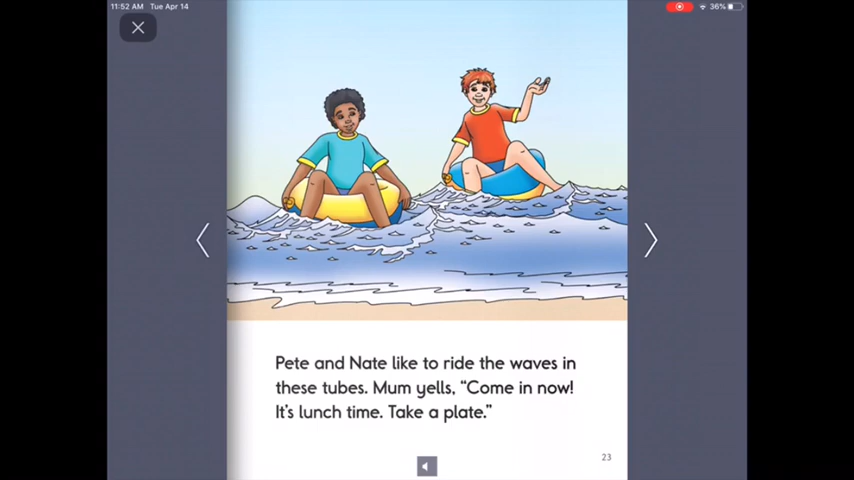 11:52 AM Tue Apr 14
36%
Pete and Nate like to ride the waves in
these tubes. Mum yells, “Come in now!
It’s lunch time. Take a plate.”
23